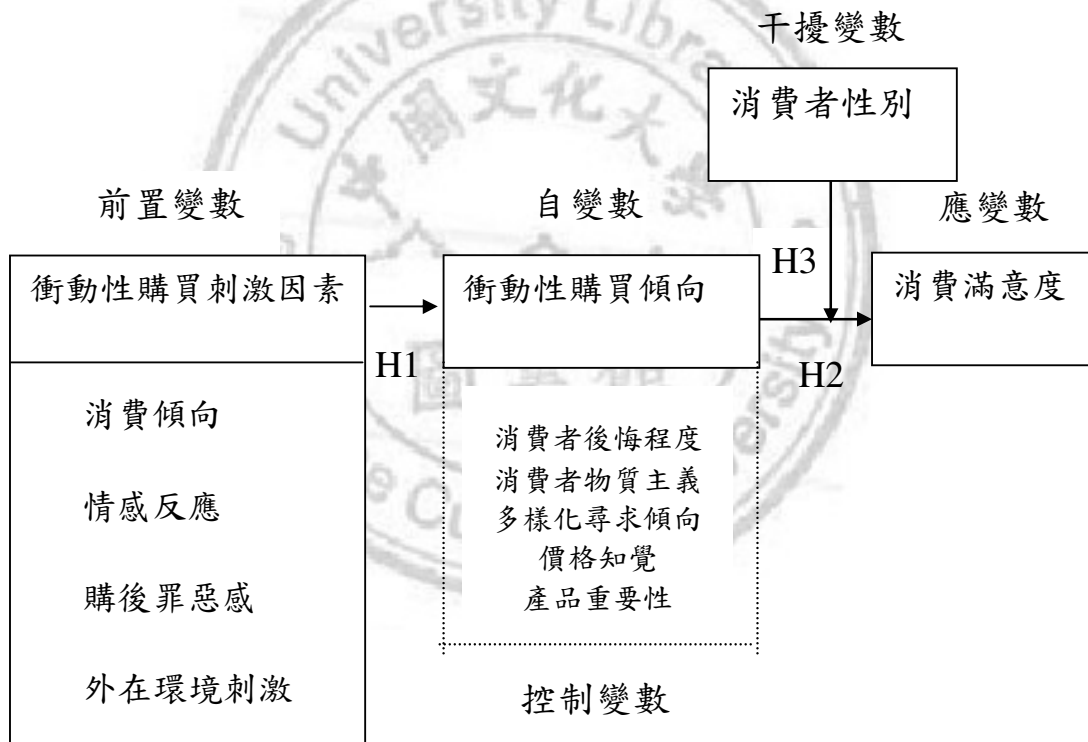 干擾變數
消費者性別
前置變數
自變數
應變數
衝動性購買刺激因素
衝動性購買傾向
H3
消費滿意度
H1
H2
消費傾向
情感反應
購後罪惡感
外在環境刺激
消費者後悔程度
消費者物質主義
多樣化尋求傾向
價格知覺
產品重要性
控制變數
University Libra
文化大